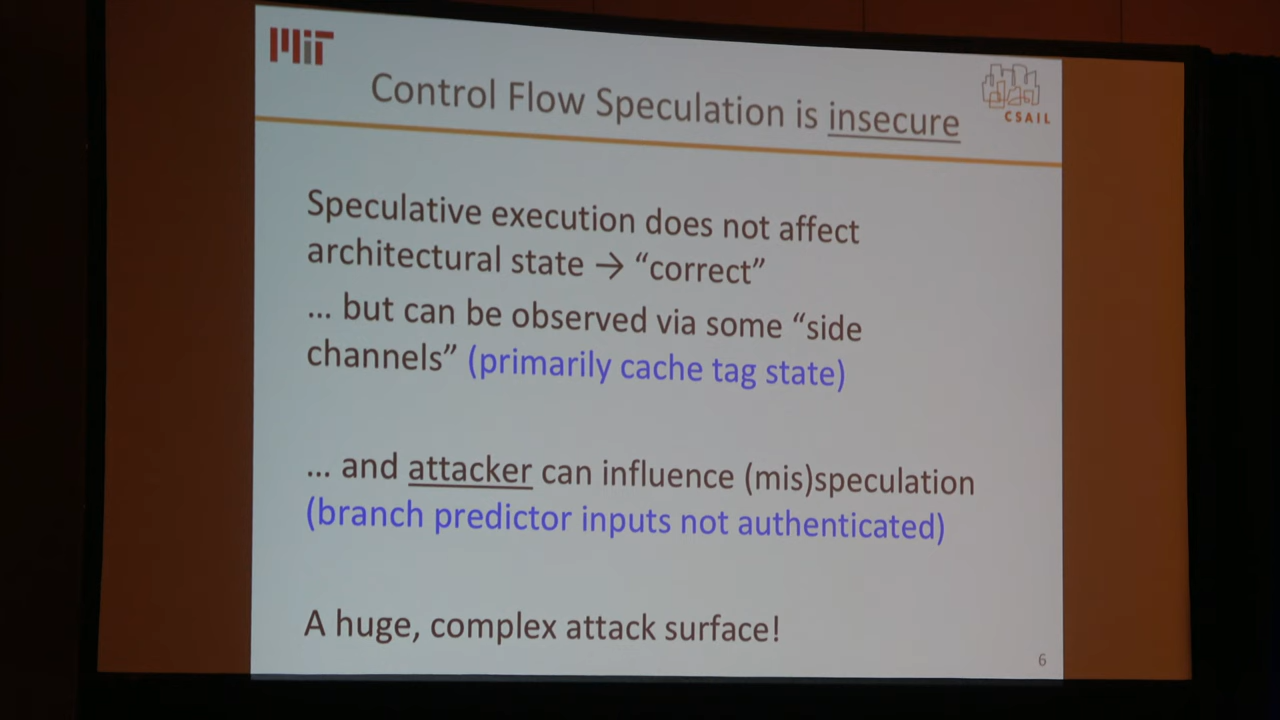 MIT
Control Flow Speculation is insecure
CSAIL
Speculative execution does not affect
architectural state → “correct”
... but can be observed via some “side
channels” (primarily cache tag state)
... and attacker can influence (mis)speculation
(branch predictor inputs not authenticated)
A huge, complex attack surface!
6